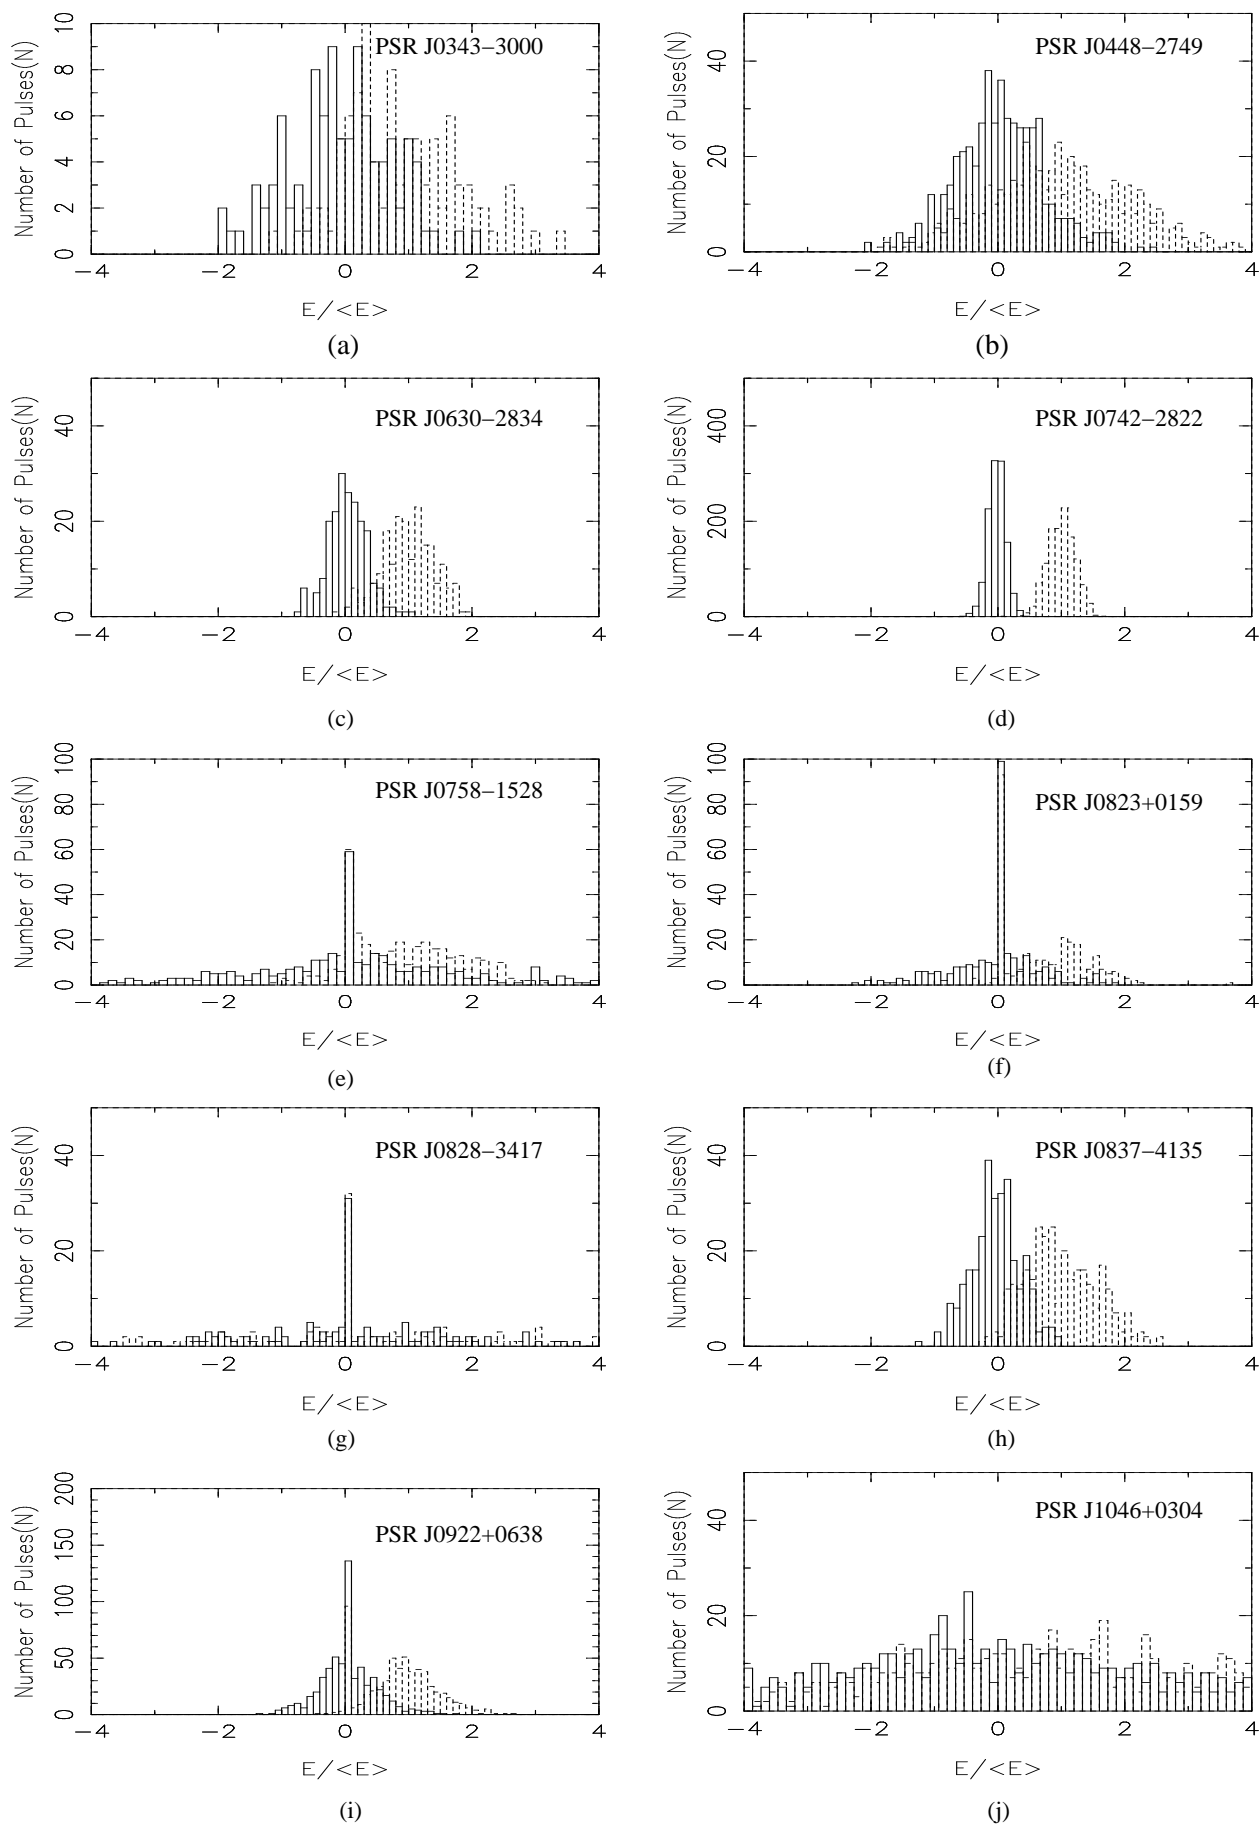 10
PSR J0343−3000
8
6
4
2
0
Number of Pulses(N)
−4 −2 0 2 4
E/<E>
(a)
PSR J0448−2749
40
20
0
Number of Pulses(N)
−4 −2 0 2 4
E/<E>
(b)
PSR J0630−2834
40
20
0
Number of Pulses(N)
−4 −2 0 2 4
E/<E>
(c)
PSR J0742−2822
400
200
0
Number of Pulses(N)
−4 −2 0 2 4
E/<E>
(d)
100
PSR J0758−1528
80
60
40
20
0
Number of Pulses(N)
−4 −2 0 2 4
E/<E>
(e)
100
PSR J0823+0159
80
60
40
20
0
Number of Pulses(N)
−4 −2 0 2 4
E/<E>
(f)
PSR J0828−3417
40
20
0
Number of Pulses(N)
−4 −2 0 2 4
E/<E>
(g)
PSR J0837−4135
40
20
0
Number of Pulses(N)
−4 −2 0 2 4
E/<E>
(h)
200
PSR J0922+0638
150
100
50
0
Number of Pulses(N)
−4 −2 0 2 4
E/<E>
(i)
PSR J1046+0304
40
20
0
Number of Pulses(N)
−4 −2 0 2 4
E/<E>
(j)